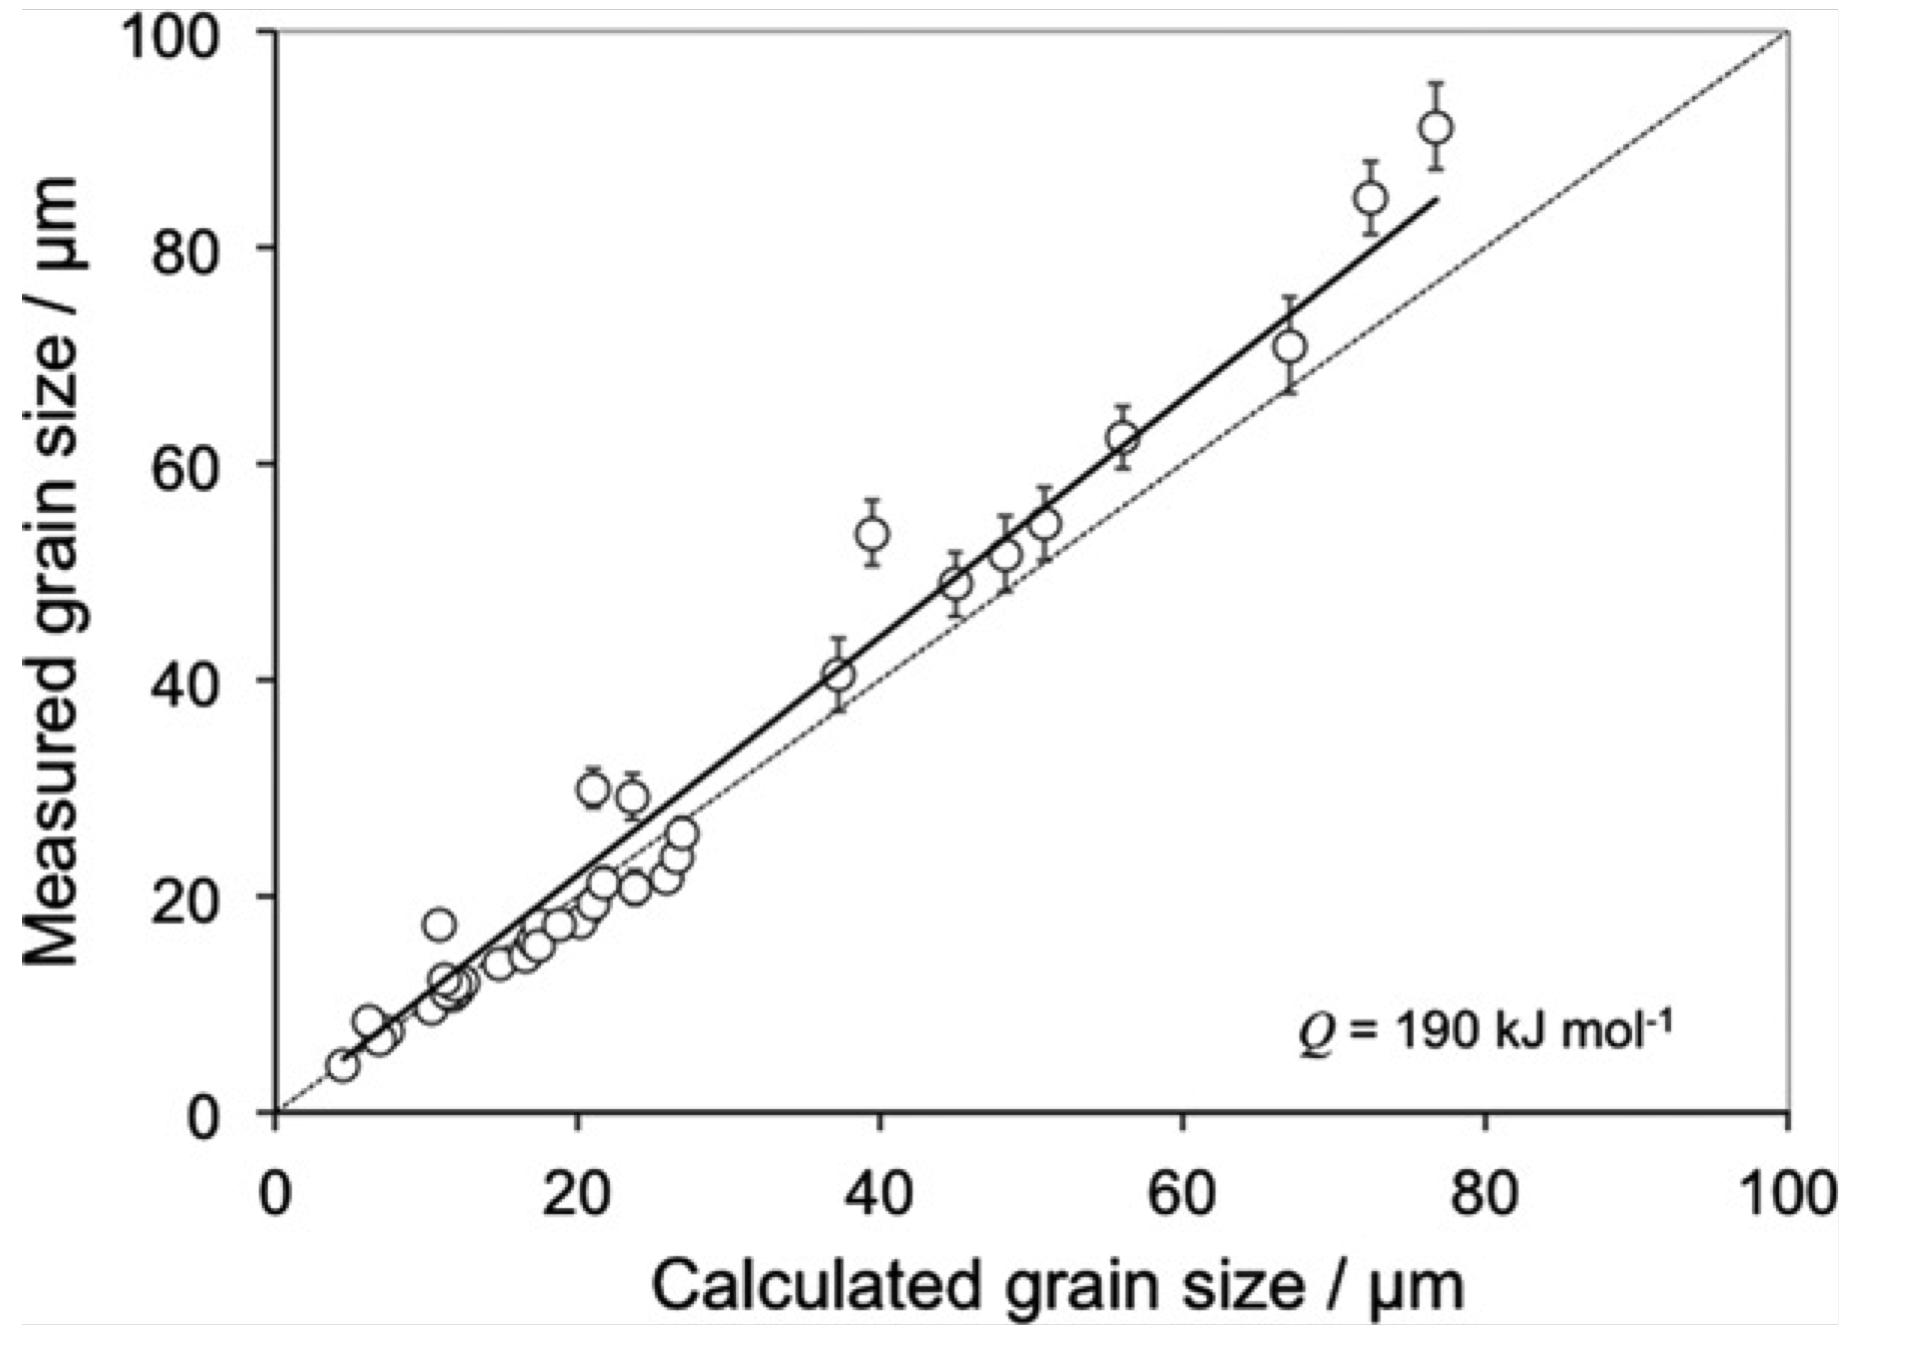 Measured grain size / µm
100
80
60
40
20
0
Q = 190 kJ mol-1
0 20 40 60 80 100
Calculated grain size / µm